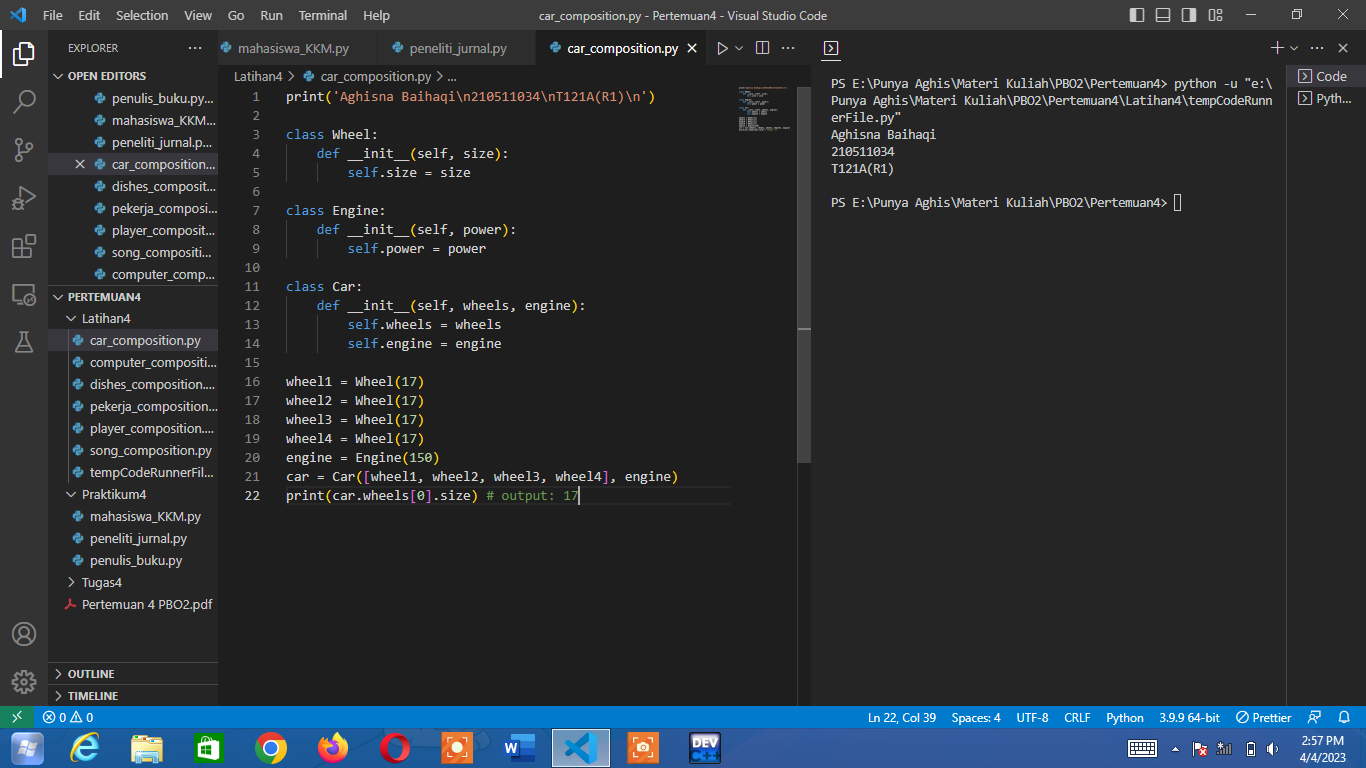 File Edit Selection View Go Run Terminal Help
car_composition.py - Pertemuan4 - Visual Studio Code
EXPLORER
OPEN EDITORS
penulis_buku.py...
mahasiswa_KKM...
peneliti_jurnal.p...
car_composition...
dishes_composit...
pekerja_composi...
player_composit...
song_compositi...
computer_comp...
PERTEMUAN4
Latihan4
car_composition.py
computer_compositi...
dishes_composition....
pekerja_composition...
player_composition....
song_composition.py
tempCodeRunnerFil...
Praktikum4
mahasiswa_KKM.py
peneliti_jurnal.py
penulis_buku.py
Tugas4
Pertemuan 4 PBO2.pdf
OUTLINE
TIMELINE
mahasiswa_KKM.py peneliti_jurnal.py car_composition.py
Latihan4 > car_composition.py > ...
1 print('Aghisna Baihaqi\n210511034\nT121A(R1)\n')
2
3 class Wheel:
4 def __init__(self, size):
5 self.size = size
6
7 class Engine:
8 def __init__(self, power):
9 self.power = power
10
11 class Car:
12 def __init__(self, wheels, engine):
13 self.wheels = wheels
14 self.engine = engine
15
16 wheel1 = Wheel(17)
17 wheel2 = Wheel(17)
18 wheel3 = Wheel(17)
19 wheel4 = Wheel(17)
20 engine = Engine(150)
21 car = Car([wheel1, wheel2, wheel3, wheel4], engine)
22 print(car.wheels[0].size) # output: 17
PS E:\Punya Aghis\Materi Kuliah\PBO2\Pertemuan4> python -u "e:\
Punya Aghis\Materi Kuliah\PBO2\Pertemuan4\Latihan4\tempCodeRunn
erFile.py"
Aghisna Baihaqi
210511034
T121A(R1)
PS E:\Punya Aghis\Materi Kuliah\PBO2\Pertemuan4>
Code
Pyth...
0 0
Ln 22, Col 39 Spaces: 4 UTF-8 CRLF Python 3.9.9 64-bit Prettier
W
DEV
C++
2:57 PM
4/4/2023